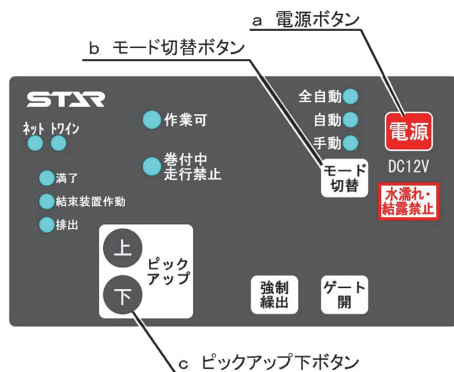 a 電源ボタン
b モード切替ボタン
STAR
ネット トワイン
満了
結束装置作動
排出
作業可
巻付中
走行禁止
全自動
自動
手動
電源
モード
切替
DC12V
水濡れ・
結露禁止
上
下
ピック
アップ
強制
繰出
ゲート
開
c ピックアップ下ボタン